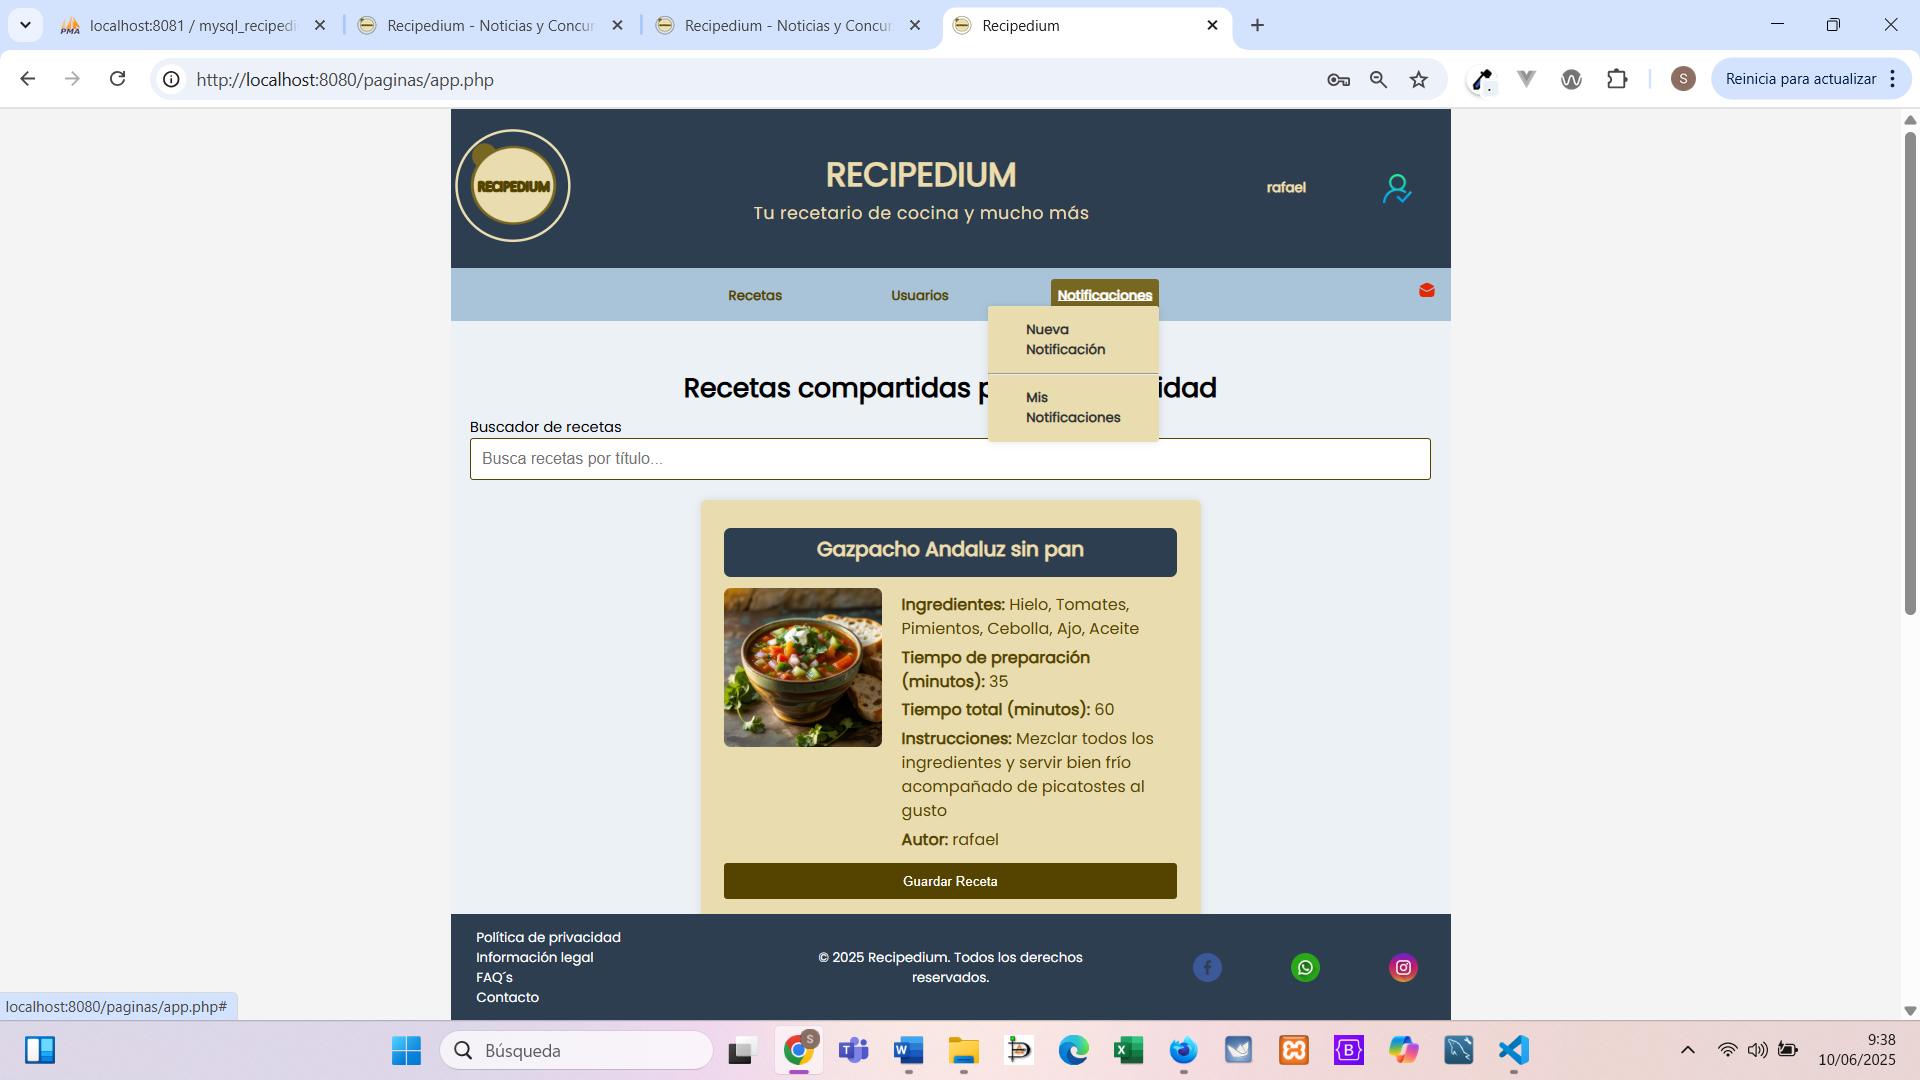 localhost:8081 / mysql_recipedi
Recipedium - Noticias y Concur
Recipedium - Noticias y Concur
Recipedium
http://localhost:8080/paginas/app.php
S
Reinicia para actualizar
RECIPEDIUM
RECIPEDIUM
Tu recetario de cocina y mucho más
rafael
Recetas
Usuarios
Notificaciones
Nueva
Notificación
Mis
Notificaciones
Recetas compartidas p
idad
Buscador de recetas
Busca recetas por título...
Gazpacho Andaluz sin pan
Ingredientes: Hielo, Tomates,
Pimientos, Cebolla, Ajo, Aceite
Tiempo de preparación
(minutos): 35
Tiempo total (minutos): 60
Instrucciones: Mezclar todos los
ingredientes y servir bien frío
acompañado de picatostes al
gusto
Autor: rafael
Guardar Receta
Política de privacidad
Información legal
FAQ´s
Contacto
© 2025 Recipedium. Todos los derechos
reservados.
localhost:8080/paginas/app.php#
Búsqueda
9:38
10/06/2025